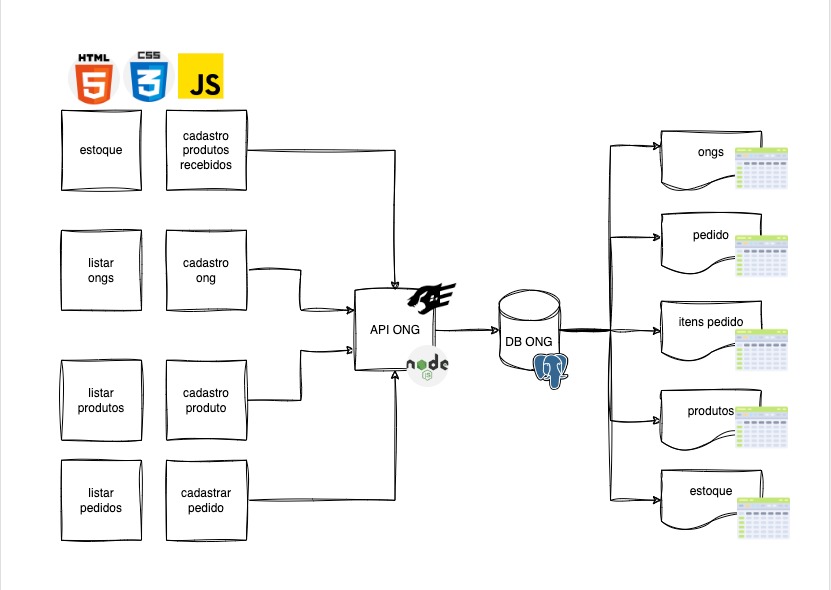 HTML
5
CSS
3
JS
estoque
cadastro
produtos
recebidos
listar
ongs
cadastro
ong
listar
produtos
cadastro
produto
listar
pedidos
cadastrar
pedido
API ONG
node
JS
DB ONG
ongs
pedido
itens pedido
produtos
estoque